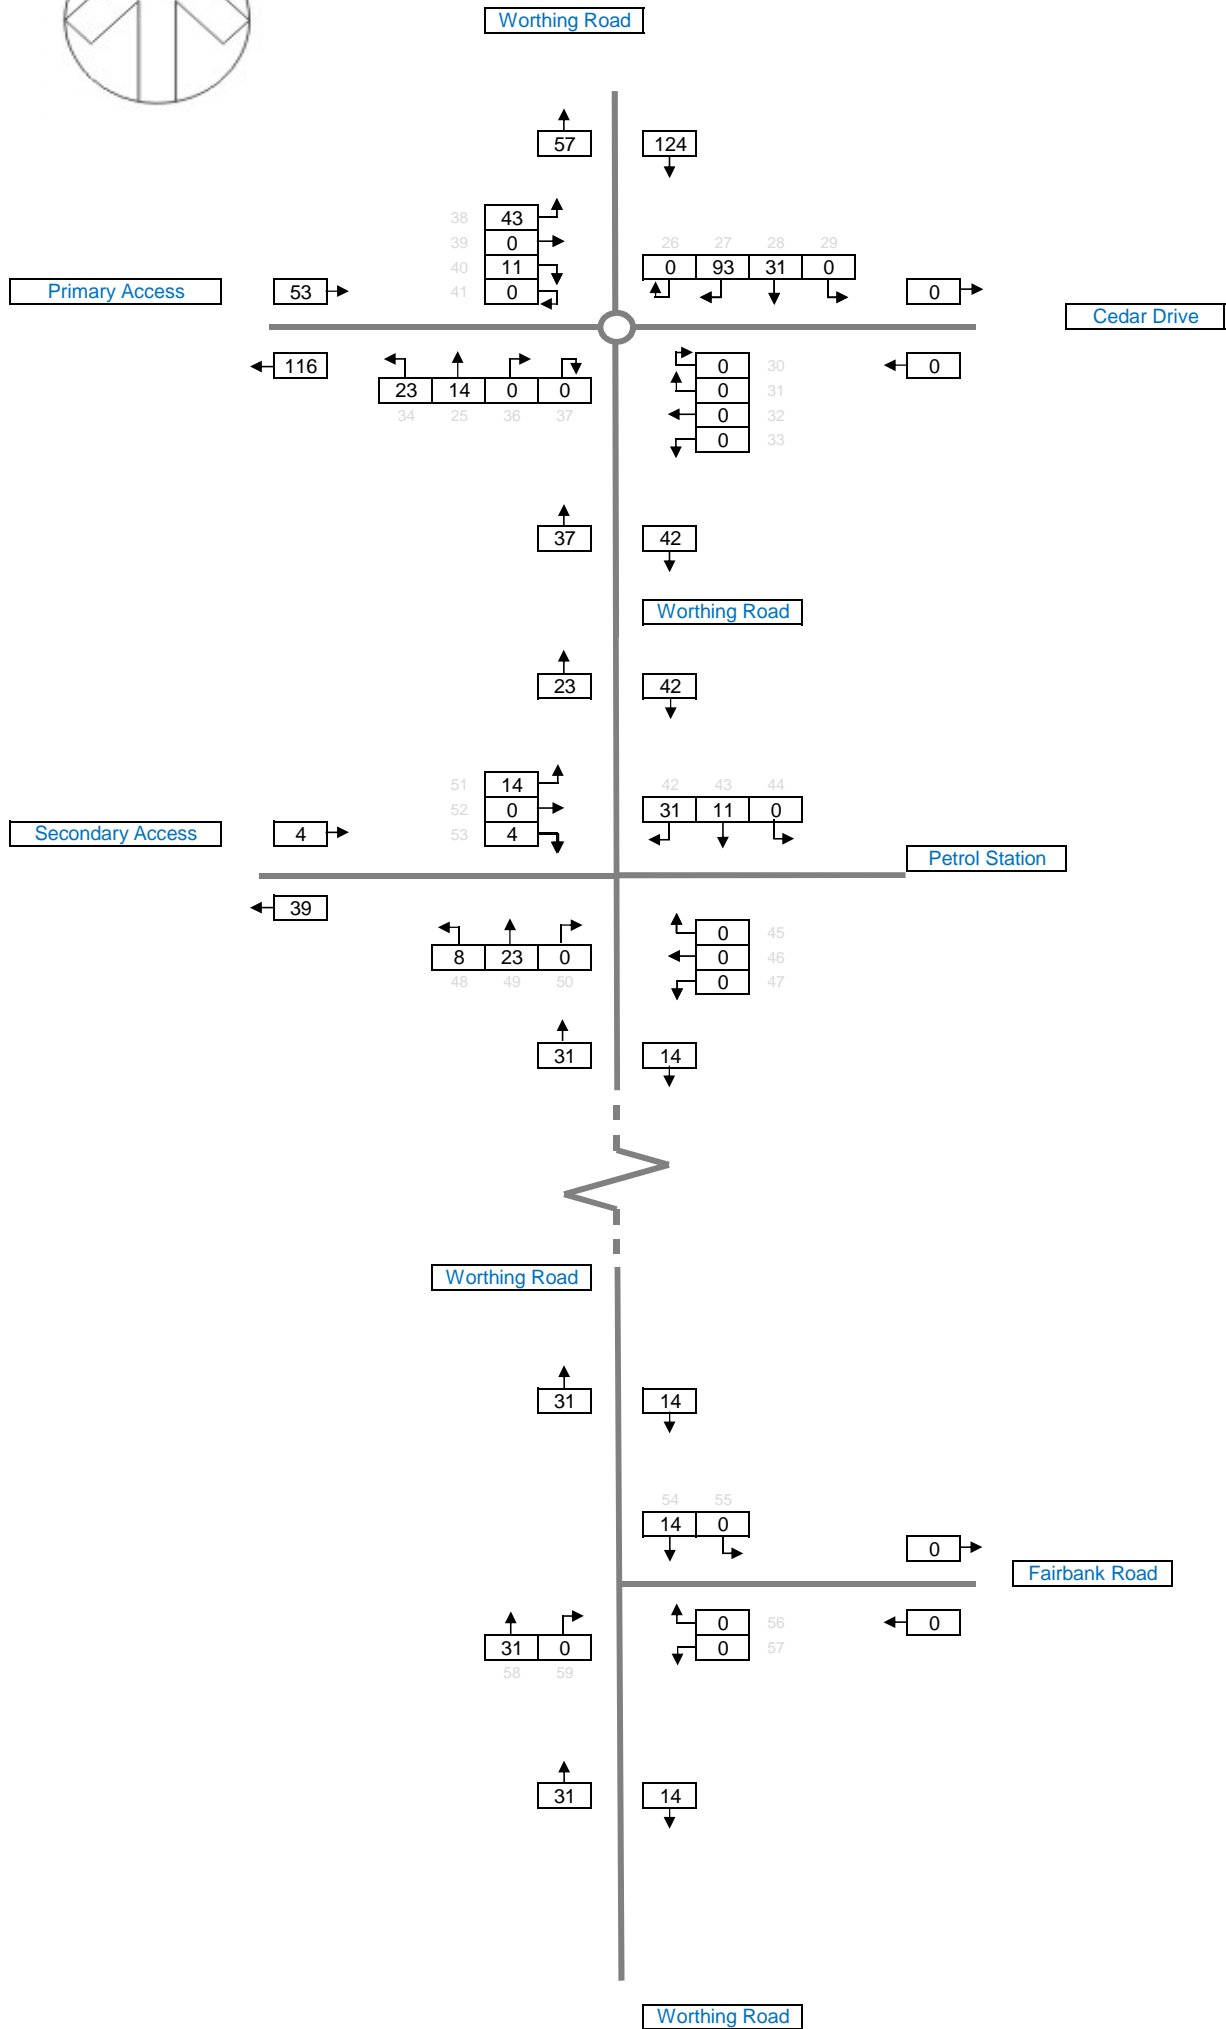 Worthing Road
57 124
38 43
39 0
26 27 28 29
40 11
0 93 31 0
41 0
Primary Access 53
0
Cedar Drive
116
0 30
0
23 14 0 0
0 31
34 25 36 37
0 32
0 33
37 42
Worthing Road
23 42
51 14
42 43 44
52 0
31 11 0
Secondary Access 4
53 4
Petrol Station
39
0 45
8 23 0
0 46
48 49 50
0 47
31 14
Worthing Road
31 14
54 55
14 0
0
Fairbank Road
0 56
0
31 0
0 57
58 59
31 14
Worthing Road